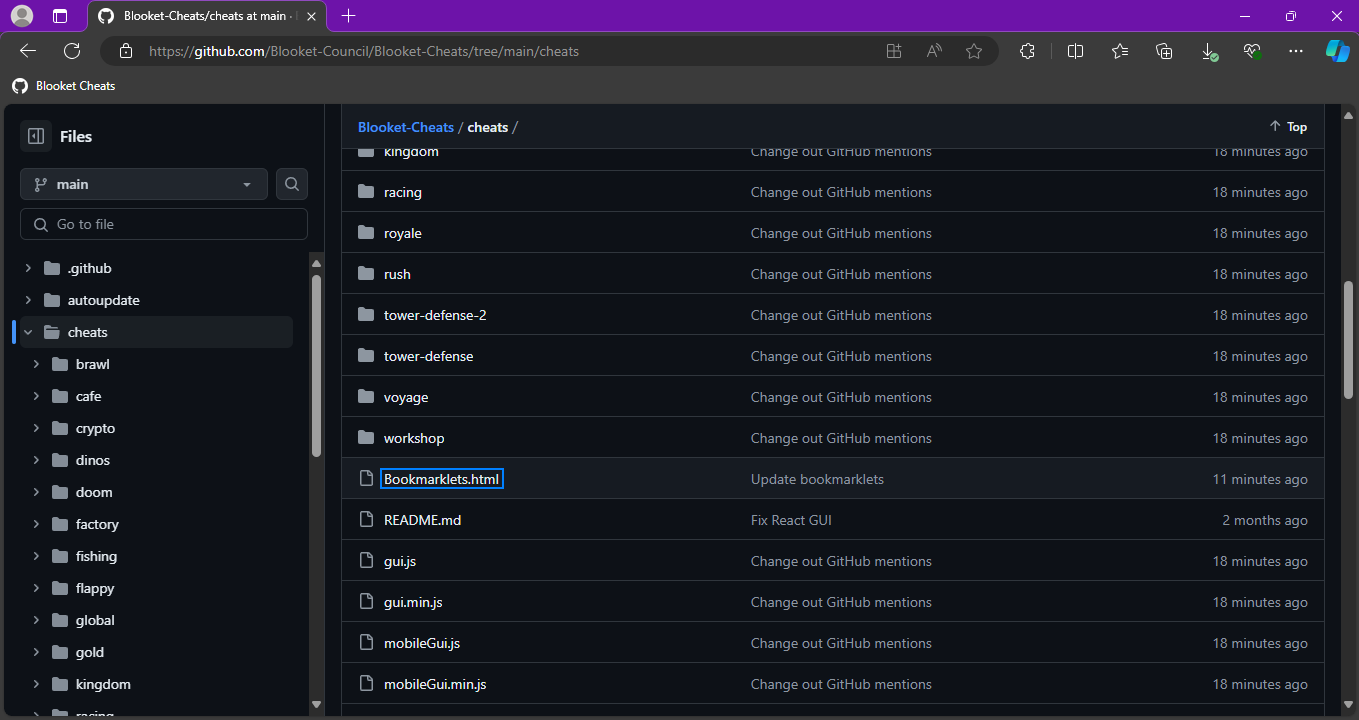 Blooket-Cheats/cheats at main ·
https://github.com/Blooket-Council/Blooket-Cheats/tree/main/cheats
Blooket Cheats
Files
main
Go to file
.github
autoupdate
cheats
brawl
cafe
crypto
dinos
doom
factory
fishing
flappy
global
gold
kingdom
racing
Blooket-Cheats / cheats /
Top
kingdom Change out GitHub mentions 18 minutes ago
racing Change out GitHub mentions 18 minutes ago
royale Change out GitHub mentions 18 minutes ago
rush Change out GitHub mentions 18 minutes ago
tower-defense-2 Change out GitHub mentions 18 minutes ago
tower-defense Change out GitHub mentions 18 minutes ago
voyage Change out GitHub mentions 18 minutes ago
workshop Change out GitHub mentions 18 minutes ago
Bookmarklets.html Update bookmarklets 11 minutes ago
README.md Fix React GUI 2 months ago
gui.js Change out GitHub mentions 18 minutes ago
gui.min.js Change out GitHub mentions 18 minutes ago
mobileGui.js Change out GitHub mentions 18 minutes ago
mobileGui.min.js Change out GitHub mentions 18 minutes ago